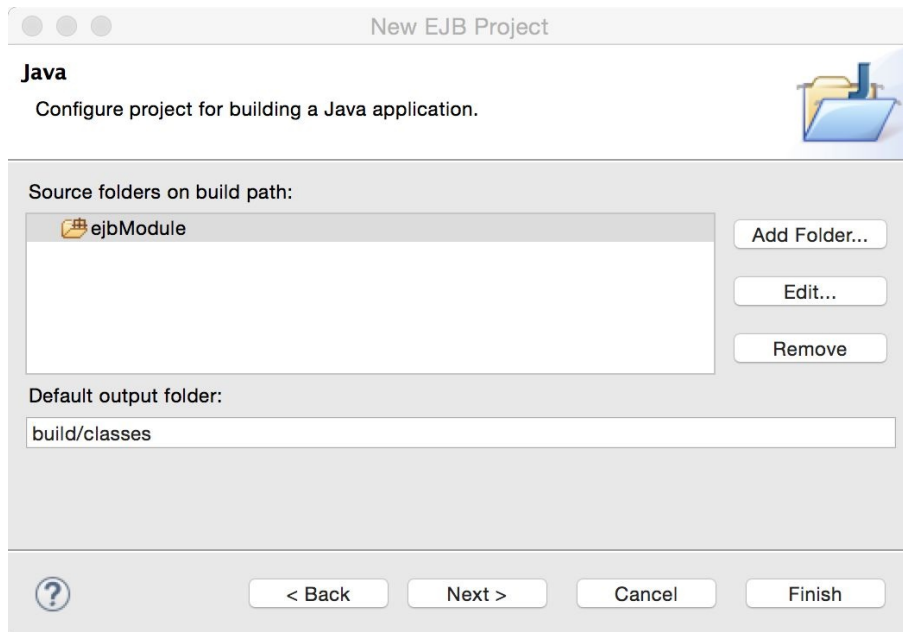 New EJB Project
Java
Configure project for building a Java application.
Source folders on build path:
ejbModule
Add Folder...
Edit...
Remove
Default output folder:
build/classes
?
< Back
Next >
Cancel
Finish